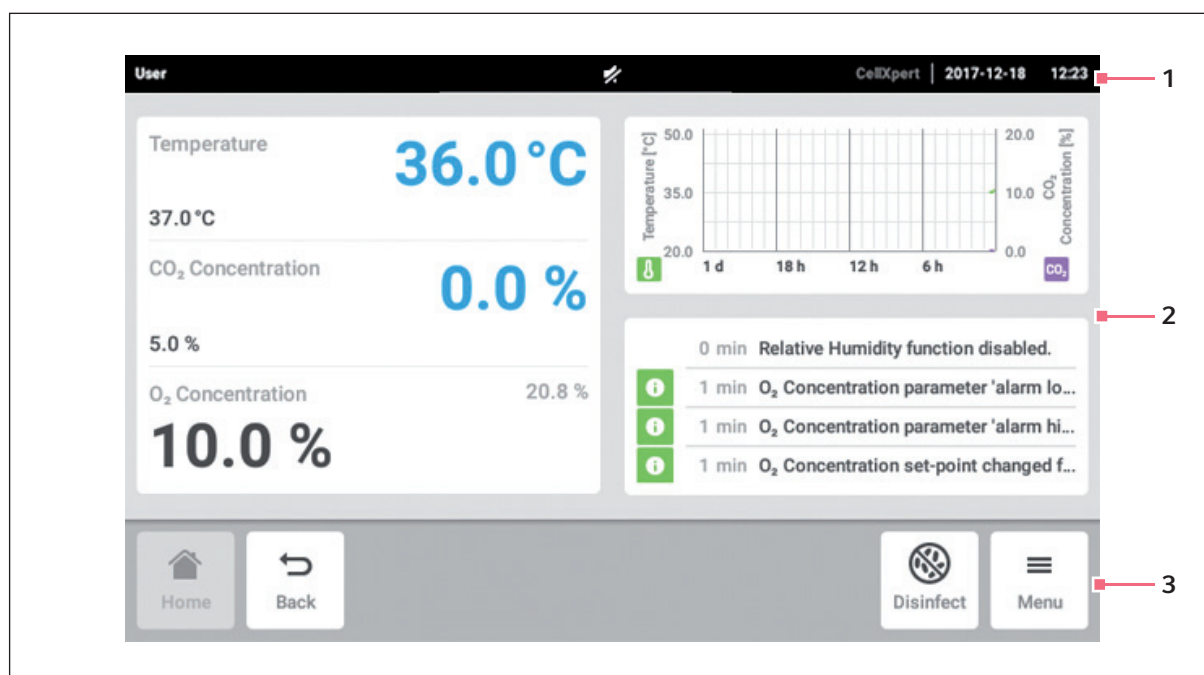 User CellXpert 2017-12-18 12:23
1
Temperature
36.0 °C
37.0 °C
CO₂ Concentration
0.0 %
5.0 %
O₂ Concentration 20.8 %
10.0 %
Temperature [°C]
50.0
35.0
20.0
20.0
10.0
0.0
CO₂ Concentration [%]
1 d 18 h 12 h 6 h
CO₂
2
0 min Relative Humidity function disabled.
1 min O₂ Concentration parameter 'alarm lo...
1 min O₂ Concentration parameter 'alarm hi...
1 min O₂ Concentration set-point changed f...
Home
Back
Disinfect
Menu
3